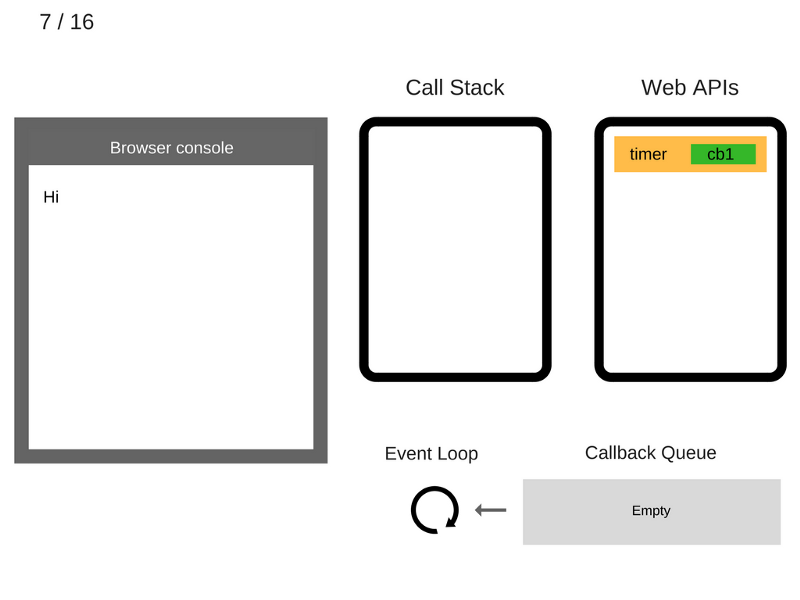 7 / 16
Call Stack
Web APIs
Browser console
timer
cb1
Hi
Event Loop
Callback Queue
Empty